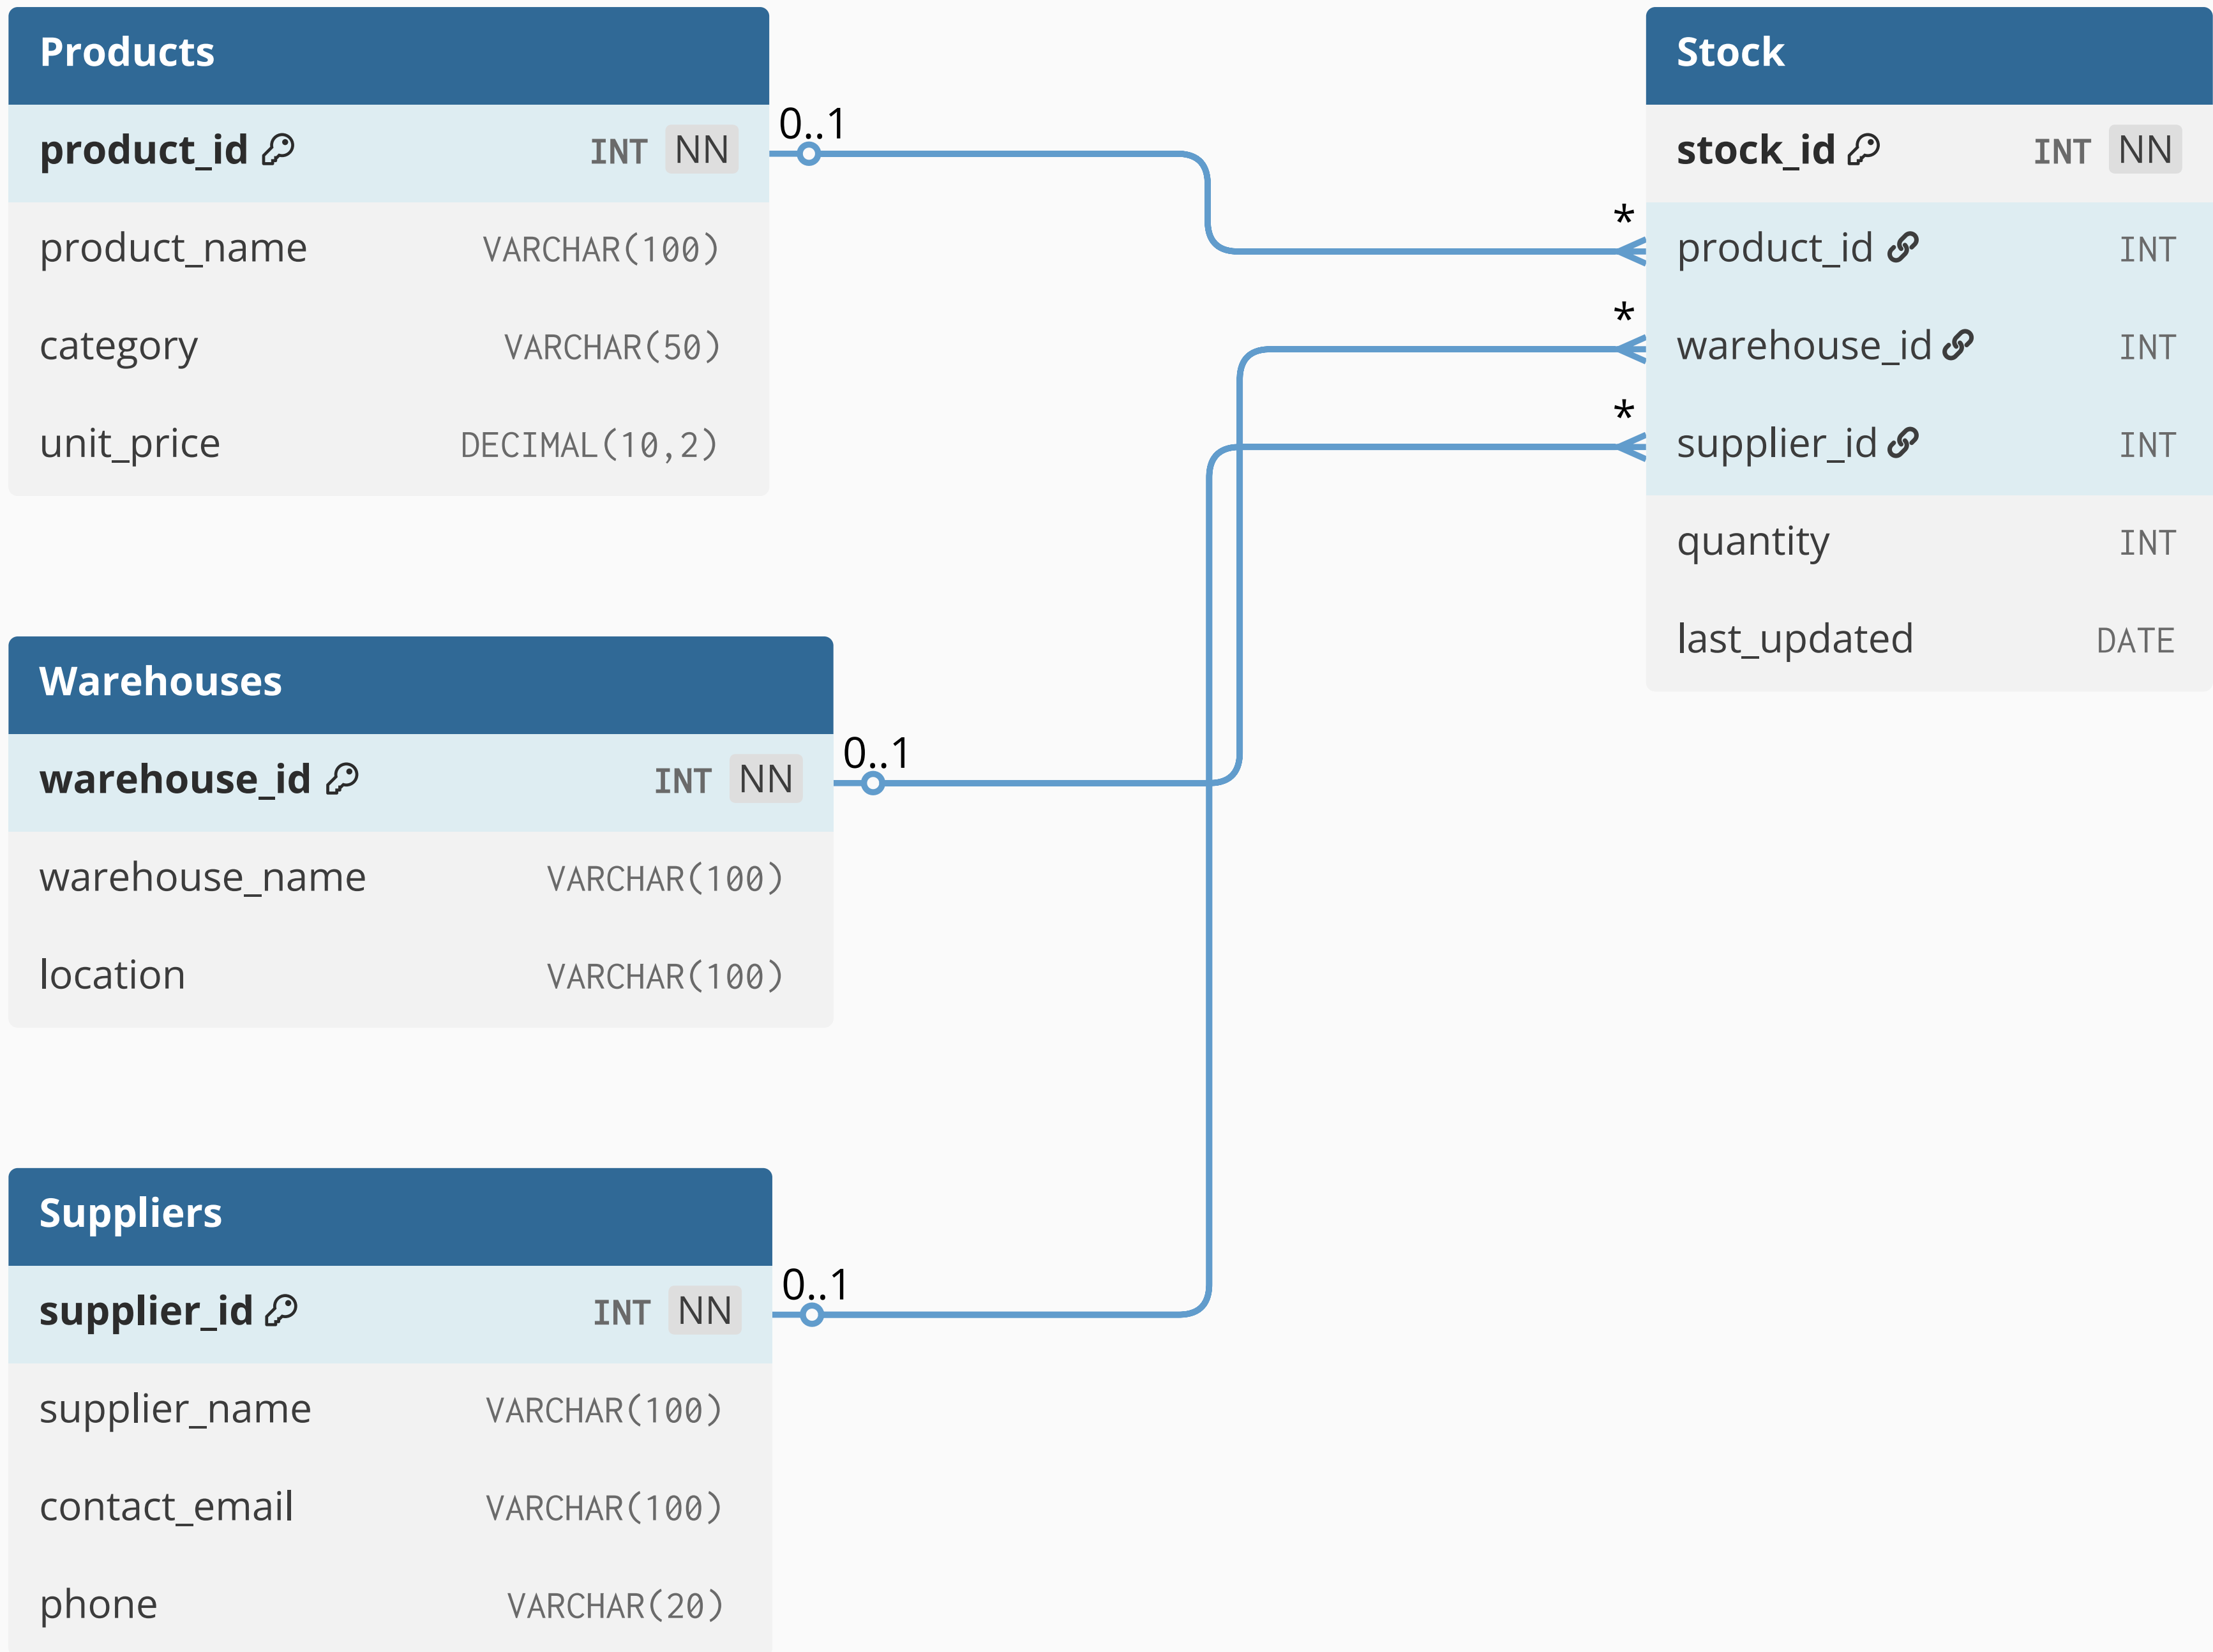 Products
product_id INT NN
product_name VARCHAR(100)
category VARCHAR(50)
unit_price DECIMAL(10,2)
0..1
*
*
*
Stock
stock_id INT NN
product_id INT
warehouse_id INT
supplier_id INT
quantity INT
last_updated DATE
Warehouses
warehouse_id INT NN
warehouse_name VARCHAR(100)
location VARCHAR(100)
0..1
Suppliers
supplier_id INT NN
supplier_name VARCHAR(100)
contact_email VARCHAR(100)
phone VARCHAR(20)
0..1